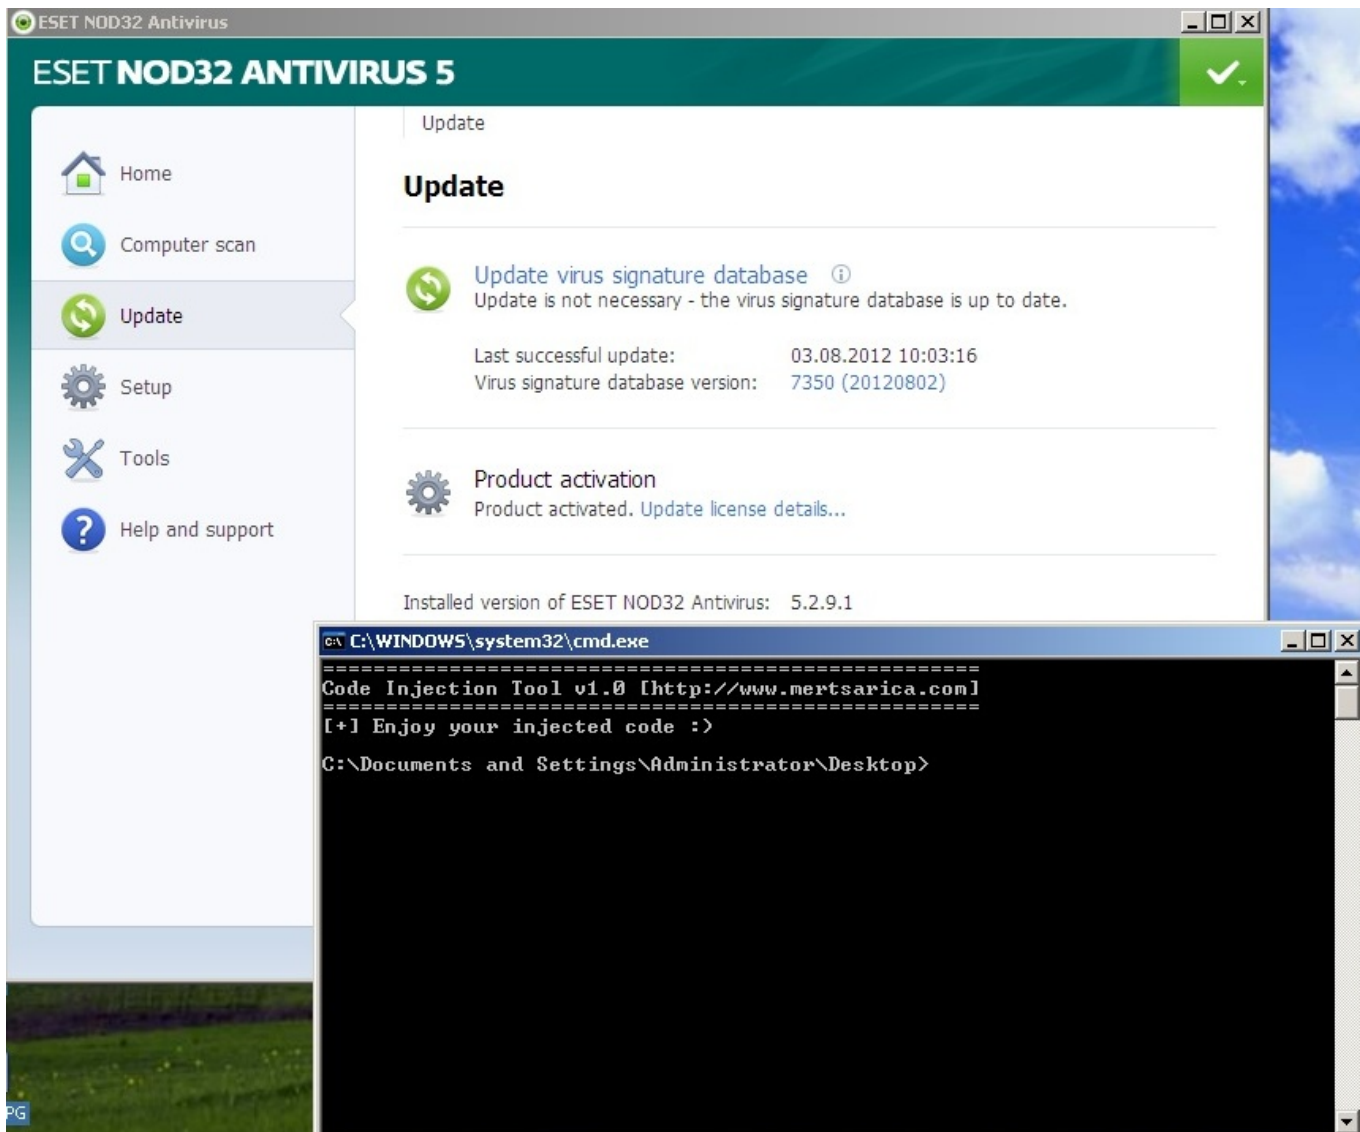 ESET NOD32 Antivirus
ESET NOD32 ANTIVIRUS 5
Home
Computer scan
Update
Setup
Tools
Help and support
Update
Update
Update virus signature database
Update is not necessary - the virus signature database is up to date.
Last successful update: 03.08.2012 10:03:16
Virus signature database version: 7350 (20120802)
Product activation
Product activated. Update license details...
Installed version of ESET NOD32 Antivirus: 5.2.9.1
C:\WINDOWS\system32\cmd.exe
====================================================
Code Injection Tool v1.0 [http://www.mertsarica.com]
====================================================
[+] Enjoy your injected code :)
C:\Documents and Settings\Administrator\Desktop>
PG